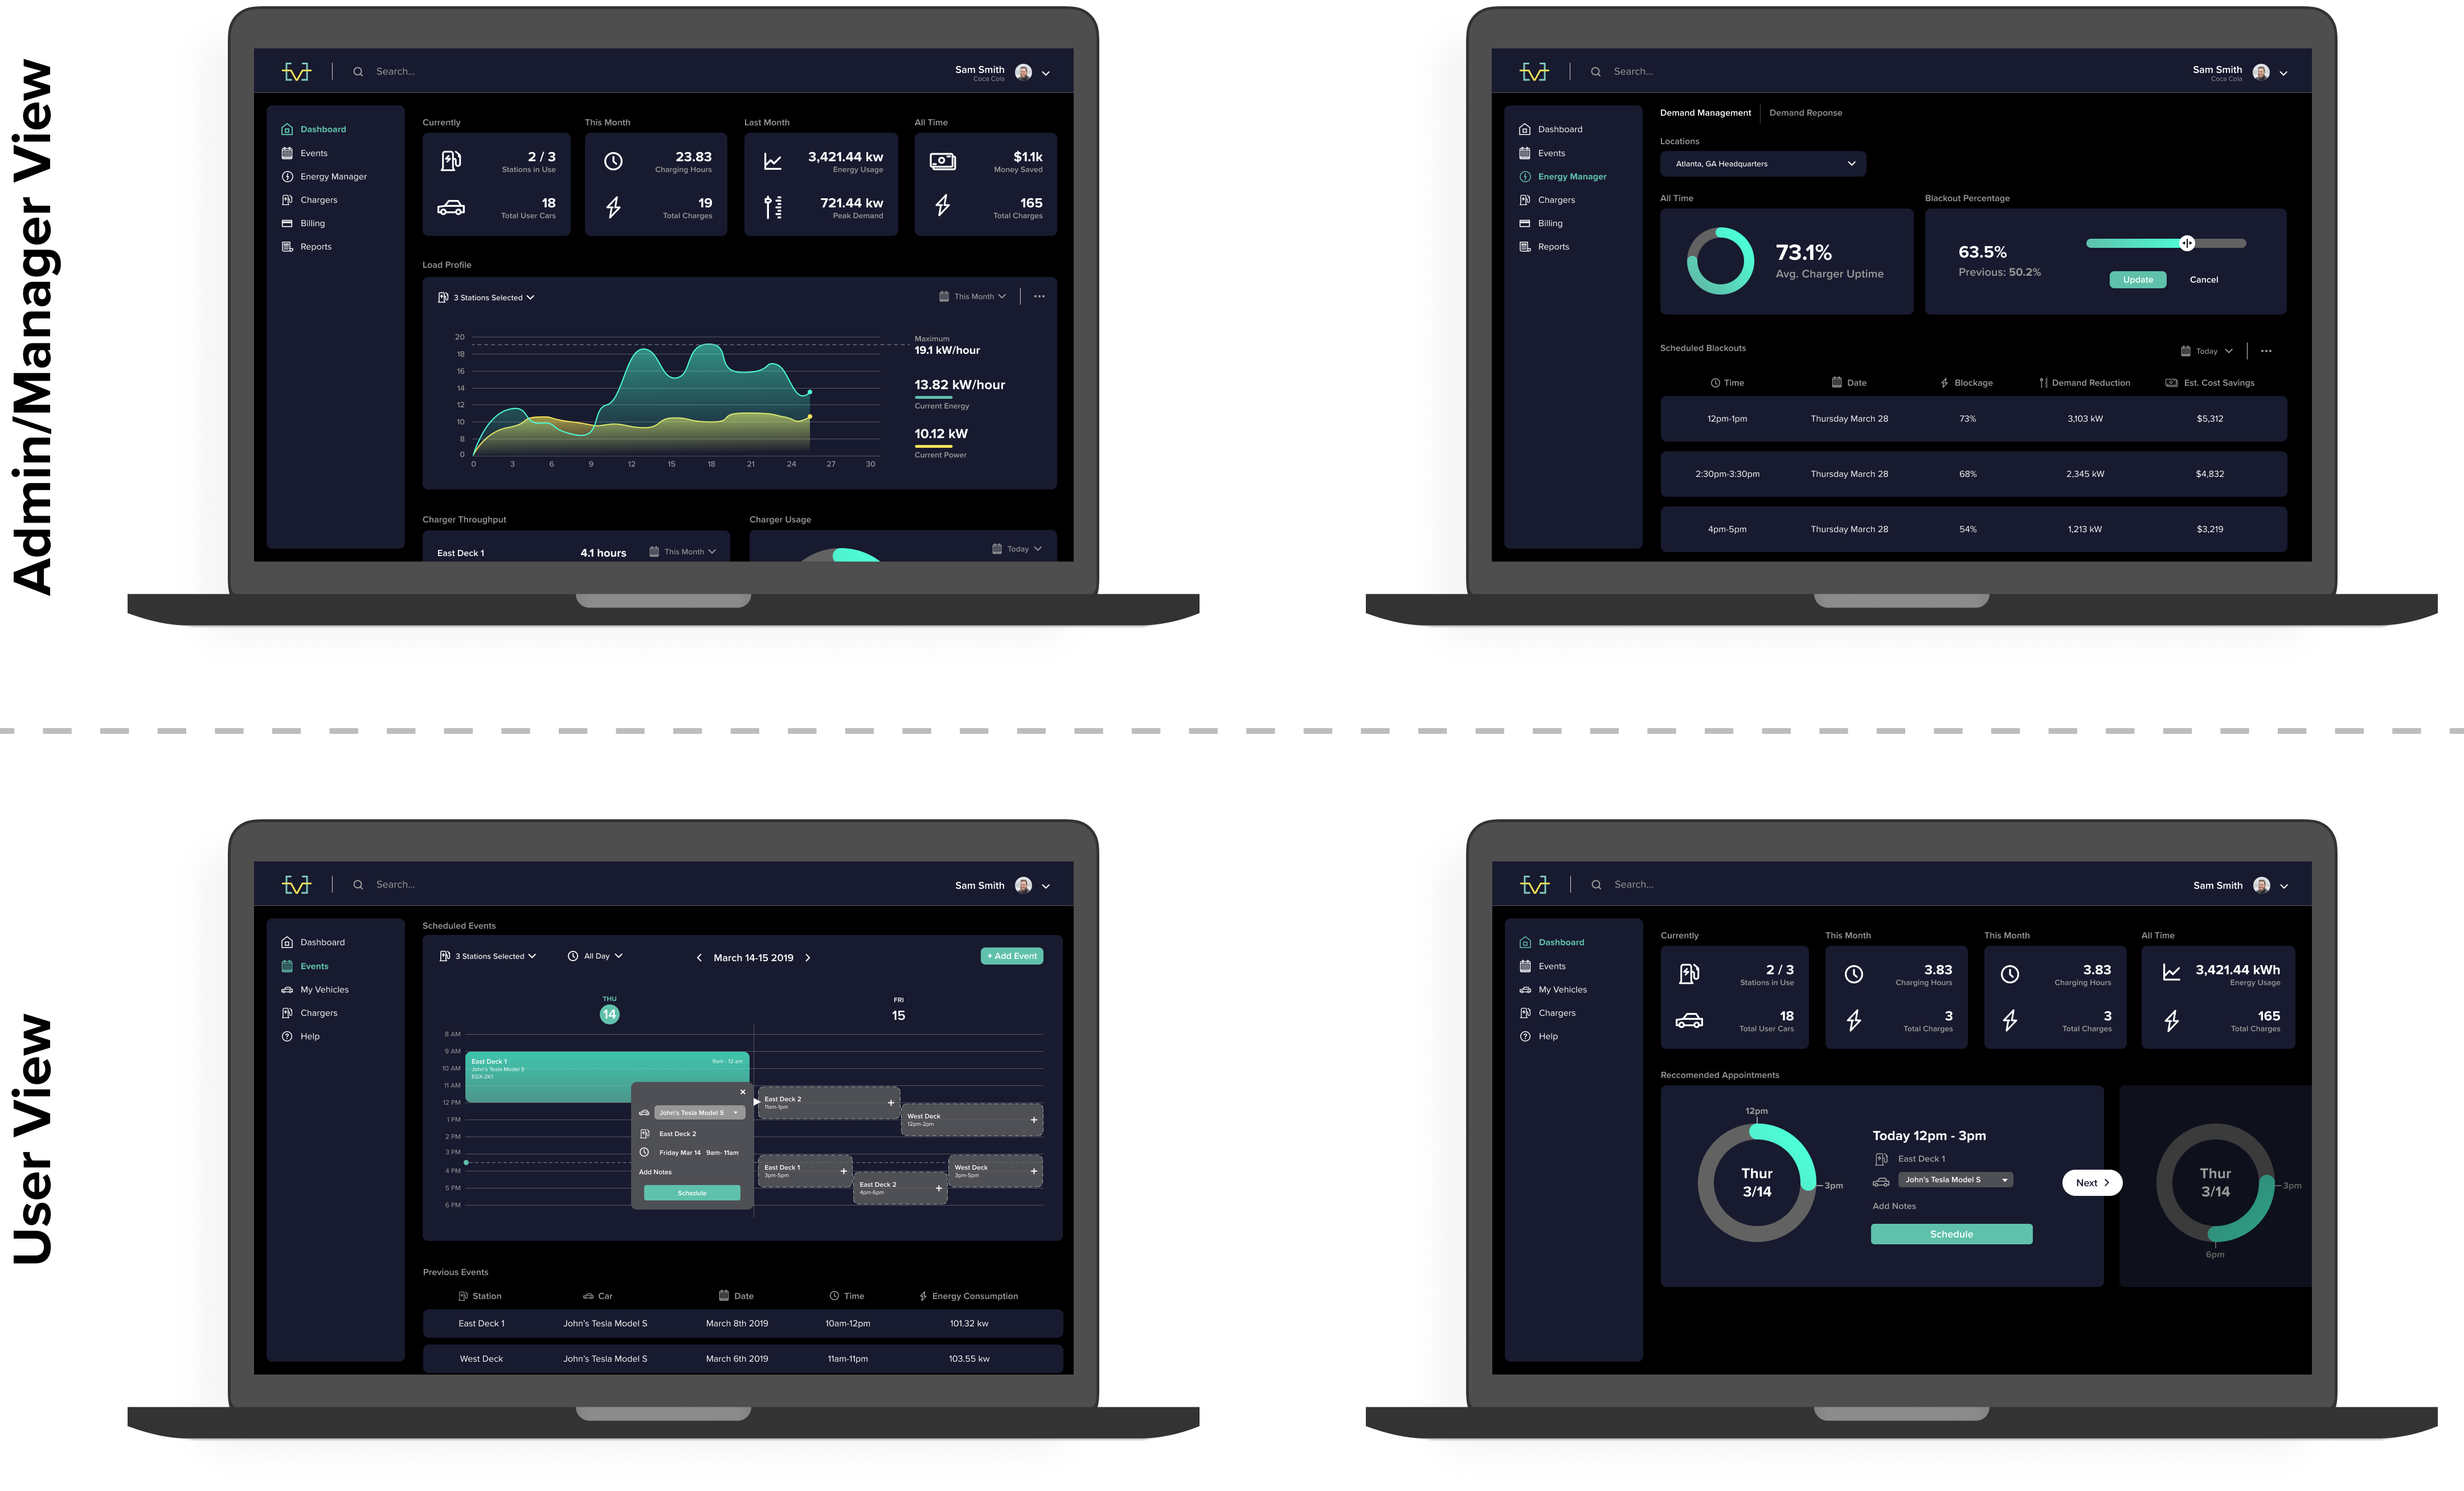 Admin/Manager View
Search...
Sam Smith
Coca Cola
Dashboard
Events
Energy Manager
Chargers
Billing
Reports
Currently
2 / 3
Stations in Use
18
Total User Cars
This Month
23.83
Charging Hours
19
Total Charges
Last Month
3,421.44 kw
Energy Usage
721.44 kw
Peak Demand
All Time
$1.1k
Money Saved
165
Total Charges
Load Profile
3 Stations Selected
This Month
20
18
16
14
12
10
8
0
0 3 6 9 12 15 18 21 24 27 30
Maximum
19.1 kW/hour
13.82 kW/hour
Current Energy
10.12 kW
Current Power
Charger Throughput
East Deck 1 4.1 hours This Month
Charger Usage
Today
Search...
Sam Smith
Coca Cola
Dashboard
Events
Energy Manager
Chargers
Billing
Reports
Demand Management Demand Reponse
Locations
Atlanta, GA Headquarters
All Time
73.1%
Avg. Charger Uptime
Blackout Percentage
63.5%
Previous: 50.2%
Update Cancel
Scheduled Blackouts
Today
Time Date Blockage Demand Reduction Est. Cost Savings
12pm-1pm Thursday March 28 73% 3,103 kW $5,312
2:30pm-3:30pm Thursday March 28 68% 2,345 kW $4,832
4pm-5pm Thursday March 28 54% 1,213 kW $3,219
User View
Search...
Sam Smith
Dashboard
Events
My Vehicles
Chargers
Help
Scheduled Events
3 Stations Selected All Day March 14-15 2019 + Add Event
THU
14
FRI
15
8 AM
9 AM
10 AM
11 AM
12 PM
1 PM
2 PM
3 PM
4 PM
5 PM
6 PM
East Deck 1 9am - 12 am
John's Tesla Model S
EGX-2K1
John's Tesla Model S
East Deck 2
Friday Mar 14 9am- 11am
Add Notes
Schedule
East Deck 2
11am-1pm
West Deck
12pm-2pm
East Deck 1
3pm-5pm
East Deck 2
4pm-6pm
West Deck
3pm-5pm
Previous Events
Station Car Date Time Energy Consumption
East Deck 1 John's Tesla Model S March 8th 2019 10am-12pm 101.32 kw
West Deck John's Tesla Model S March 6th 2019 11am-11pm 103.55 kw
Search...
Sam Smith
Dashboard
Events
My Vehicles
Chargers
Help
Currently
2 / 3
Stations in Use
18
Total User Cars
This Month
3.83
Charging Hours
3
Total Charges
This Month
3.83
Charging Hours
3
Total Charges
All Time
3,421.44 kWh
Energy Usage
165
Total Charges
Reccomended Appointments
12pm
Thur
3/14
3pm
Today 12pm - 3pm
East Deck 1
John's Tesla Model S
Add Notes
Schedule
Next
Thur
3/14
3pm
6pm